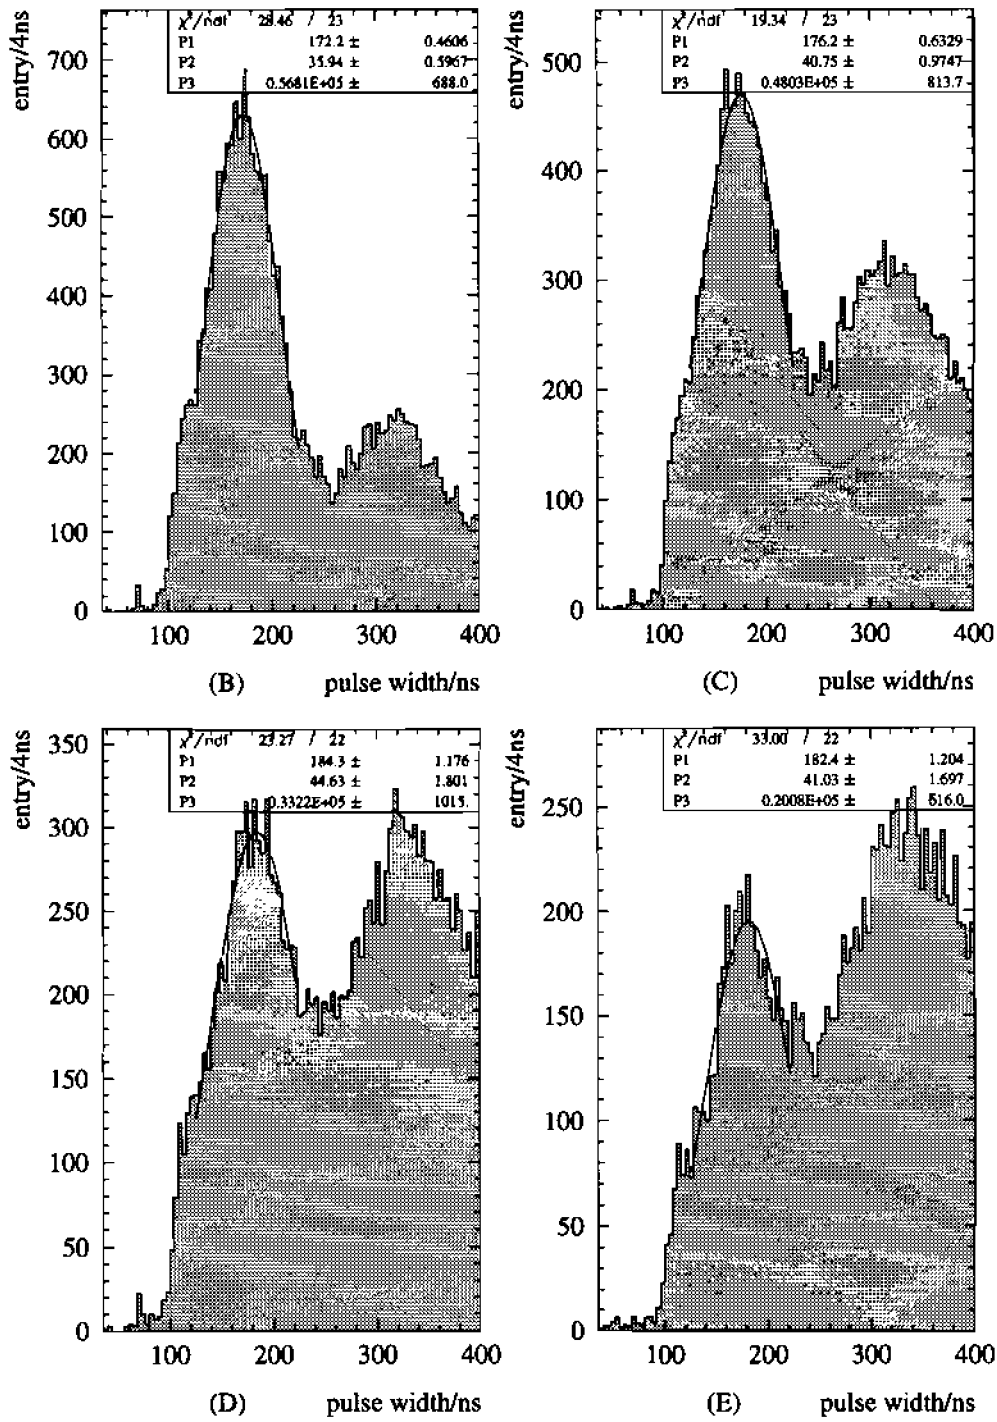 χ²/ndf 28.46 / 23
P1 172.2 ± 0.4606
P2 35.94 ± 0.5967
P3 0.5681E+05 ± 688.0
entry/4ns
700
600
500
400
300
200
100
0
100 200 300 400
(B) pulse width/ns
χ²/ndf 19.34 / 23
P1 176.2 ± 0.6329
P2 40.75 ± 0.9747
P3 0.4803E+05 ± 813.7
entry/4ns
500
400
300
200
100
0
100 200 300 400
(C) pulse width/ns
χ²/ndf 23.27 / 22
P1 184.3 ± 1.176
P2 44.63 ± 1.801
P3 0.3322E+05 ± 1015.
entry/4ns
350
300
250
200
150
100
50
0
100 200 300 400
(D) pulse width/ns
χ²/ndf 33.00 / 22
P1 182.4 ± 1.204
P2 41.03 ± 1.697
P3 0.2008E+05 ± 516.0
entry/4ns
250
200
150
100
50
0
100 200 300 400
(E) pulse width/ns